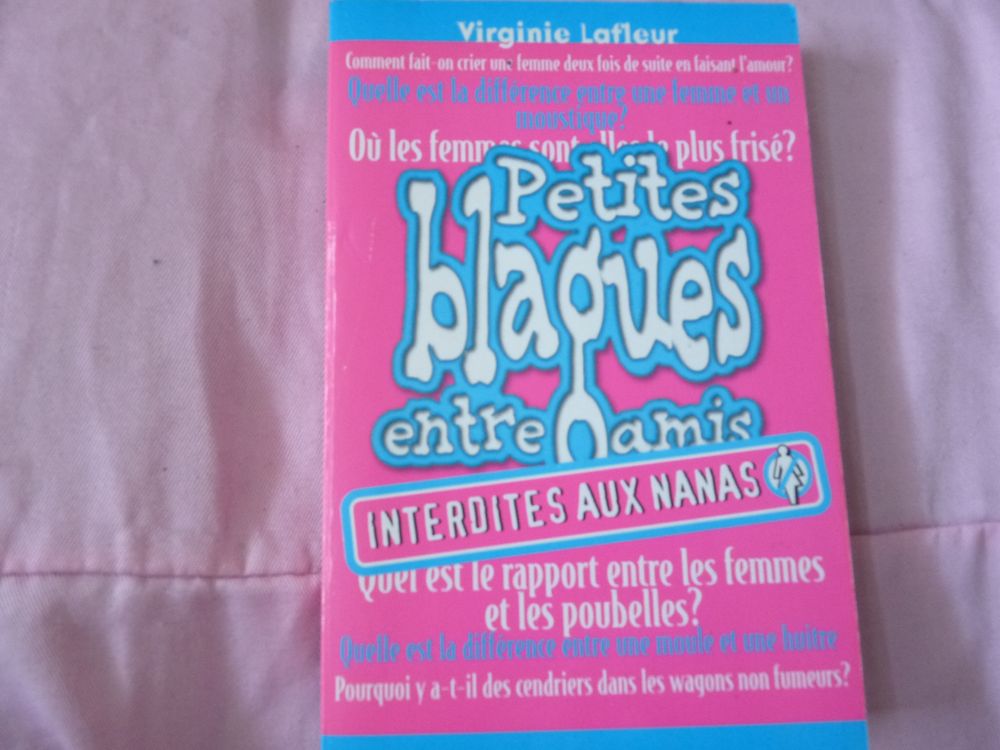 Virginie Lafleur
Comment fait-on crier une femme deux fois de suite en faisant l'amour?
Quelle est la différence entre une femme et un
moustique?
Où les femmes sont elles le plus frisé?
Petites
blagues
entre amis
INTERDITES AUX NANAS
Quel est le rapport entre les femmes
et les poubelles?
Quelle est la différence entre une moule et une huître
Pourquoi y a-t-il des cendriers dans les wagons non fumeurs?